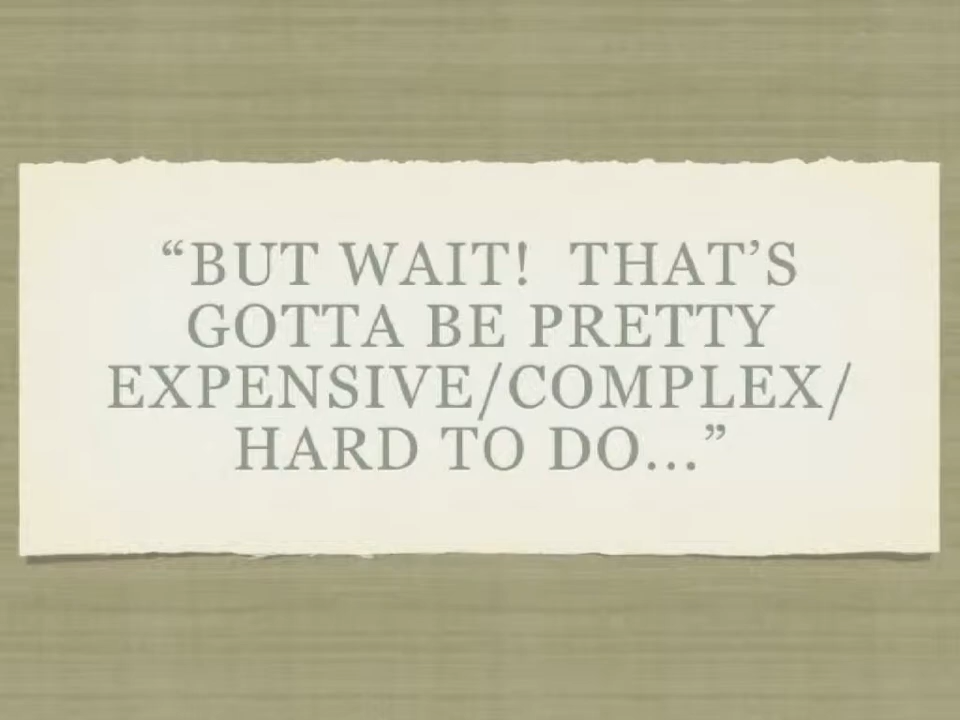 “BUT WAIT!  THAT’S
GOTTA BE PRETTY
EXPENSIVE/COMPLEX/
HARD TO DO...”